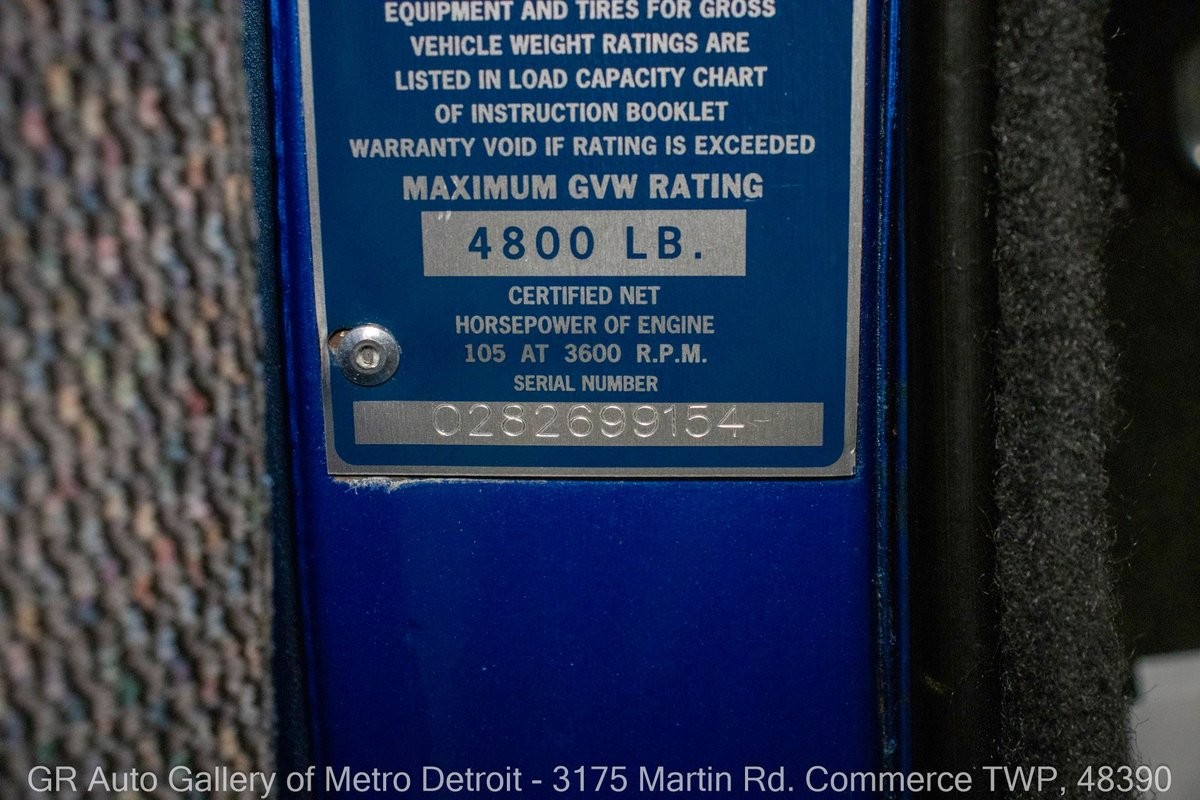 EQUIPMENT AND TIRES FOR GROSS
VEHICLE WEIGHT RATINGS ARE
LISTED IN LOAD CAPACITY CHART
OF INSTRUCTION BOOKLET
WARRANTY VOID IF RATING IS EXCEEDED
MAXIMUM GVW RATING
4800 LB.
CERTIFIED NET
HORSEPOWER OF ENGINE
105 AT 3600 R.P.M.
SERIAL NUMBER
0282699154-
GR Auto Gallery of Metro Detroit - 3175 Martin Rd. Commerce TWP, 48390